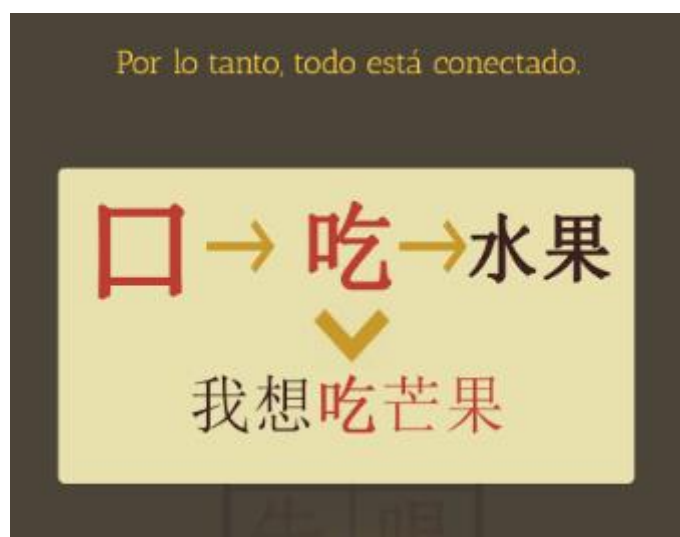 Por lo tanto, todo está conectado.
口 → 吃 → 水果
我想吃芒果